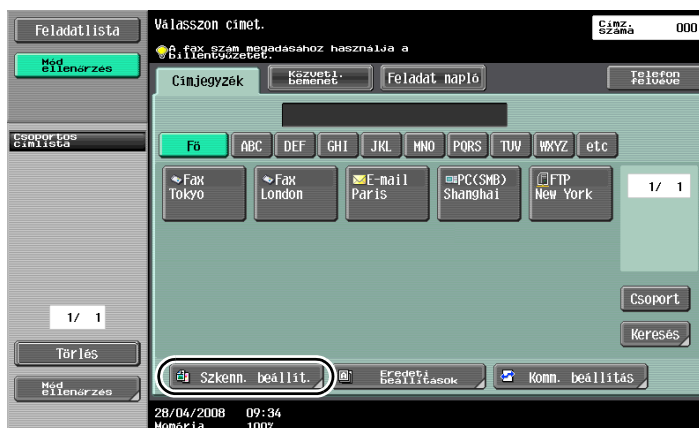 Feladatlista
Mód
ellenőrzés
Csoportos
címlista
1/ 1
Törlés
Mód
ellenőrzés
Válasszon címet.
Címz.
száma 000
A fax szám megadásához használja a
billentyűzetet.
Címjegyzék
Közvetl.
bemenet
Feladat napló
Telefon
felvéve
Fö ABC DEF GHI JKL MNO PQRS TUV WXYZ etc
Fax
Tokyo
Fax
London
E-mail
Paris
PC(SMB)
Shanghai
FTP
New York
1/ 1
Csoport
Keresés
Szkenn. beállít.
Eredeti
beállítások
Komm. beállítás
28/04/2008 09:34
Memória 100%